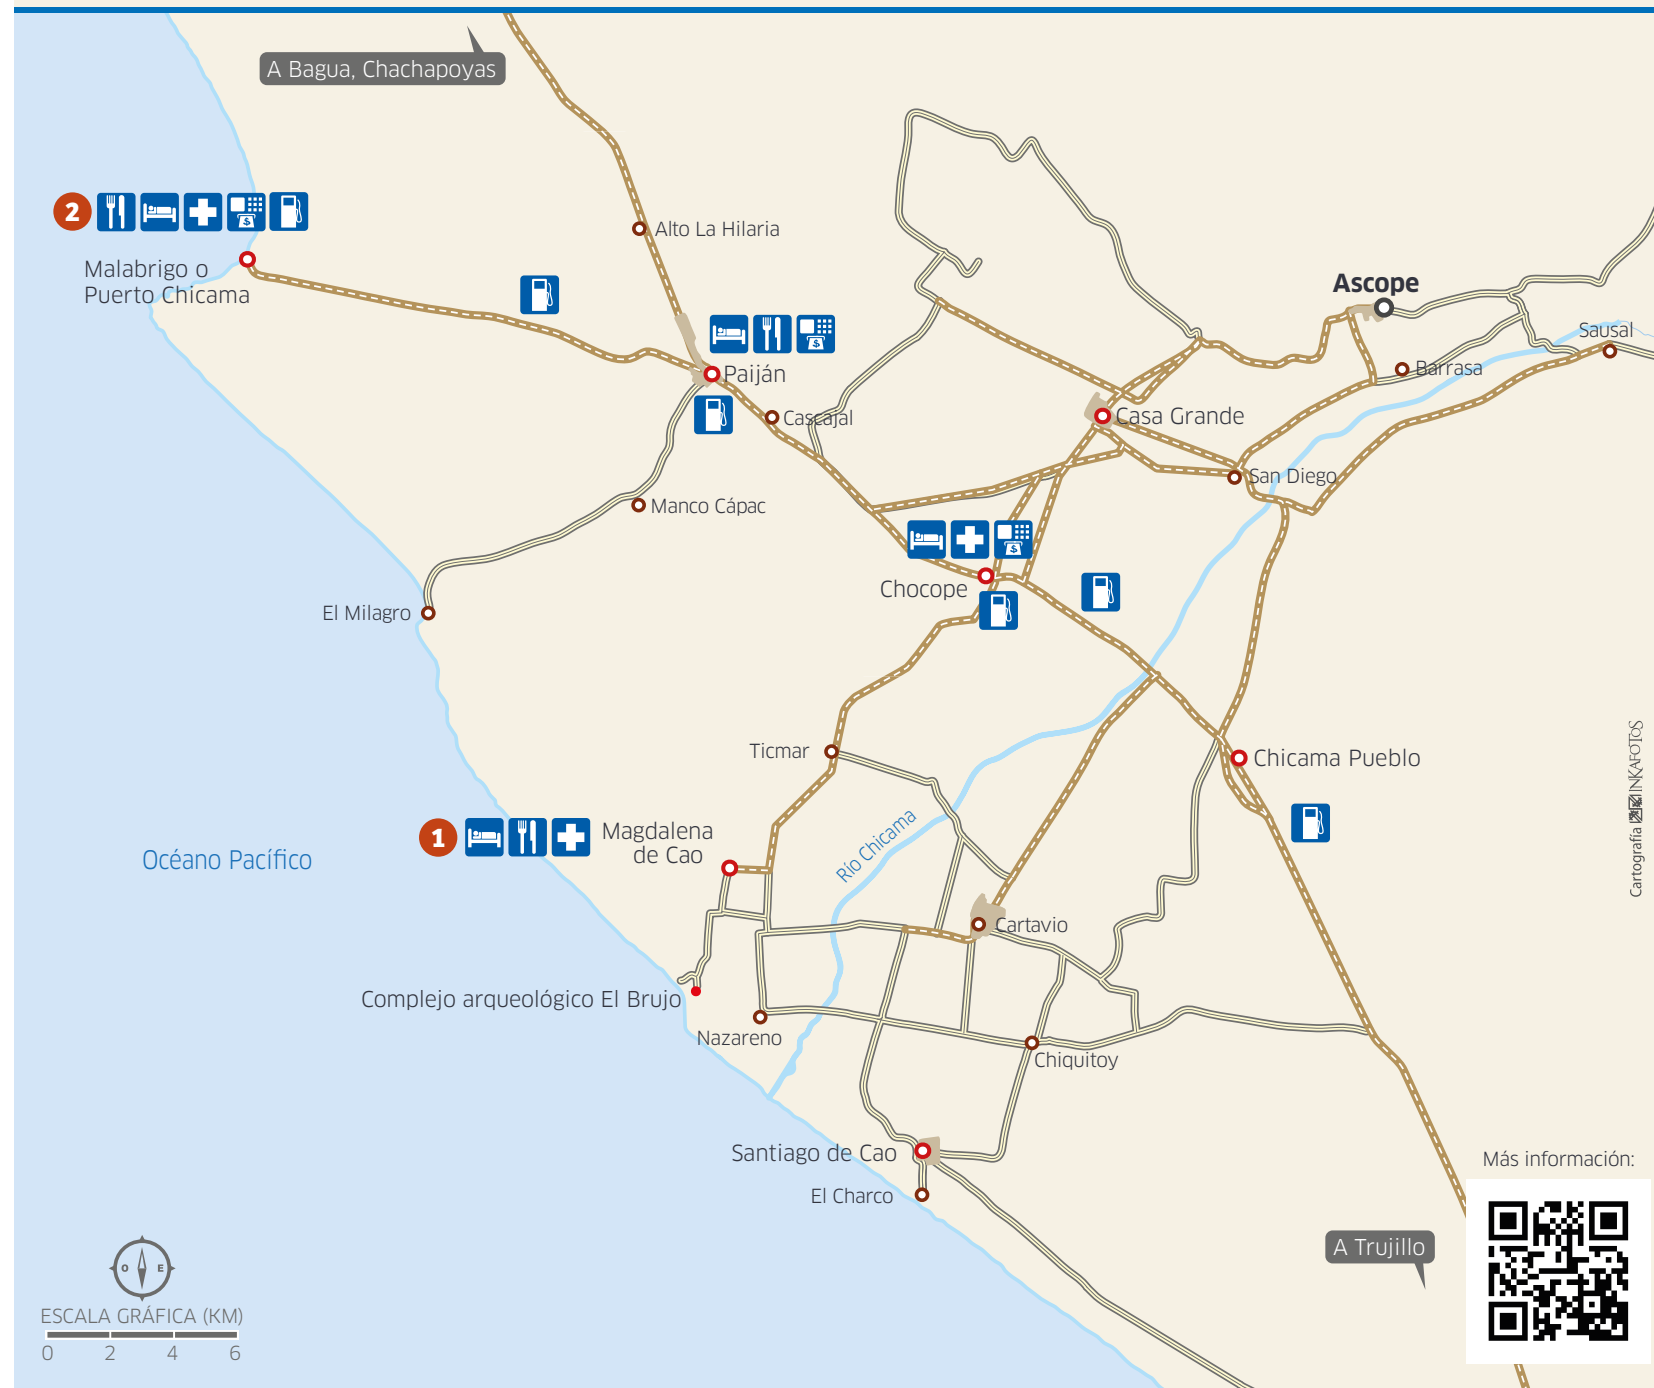 A Bagua, Chachapoyas
2
Alto La Hilaria
Malabrigo o
Puerto Chicama
Ascope
Sausal
Barrasa
Paiján
Cascajal
Casa Grande
San Diego
Manco Cápac
Chocope
El Milagro
Ticmar
Chicama Pueblo
1
Magdalena
de Cao
Océano Pacífico
Río Chicama
Cartavio
Complejo arqueológico El Brujo
Nazareno
Chiquitoy
Santiago de Cao
El Charco
Cartografía INKAFOTOS
Más información:
A Trujillo
O E
ESCALA GRÁFICA (KM)
0 2 4 6